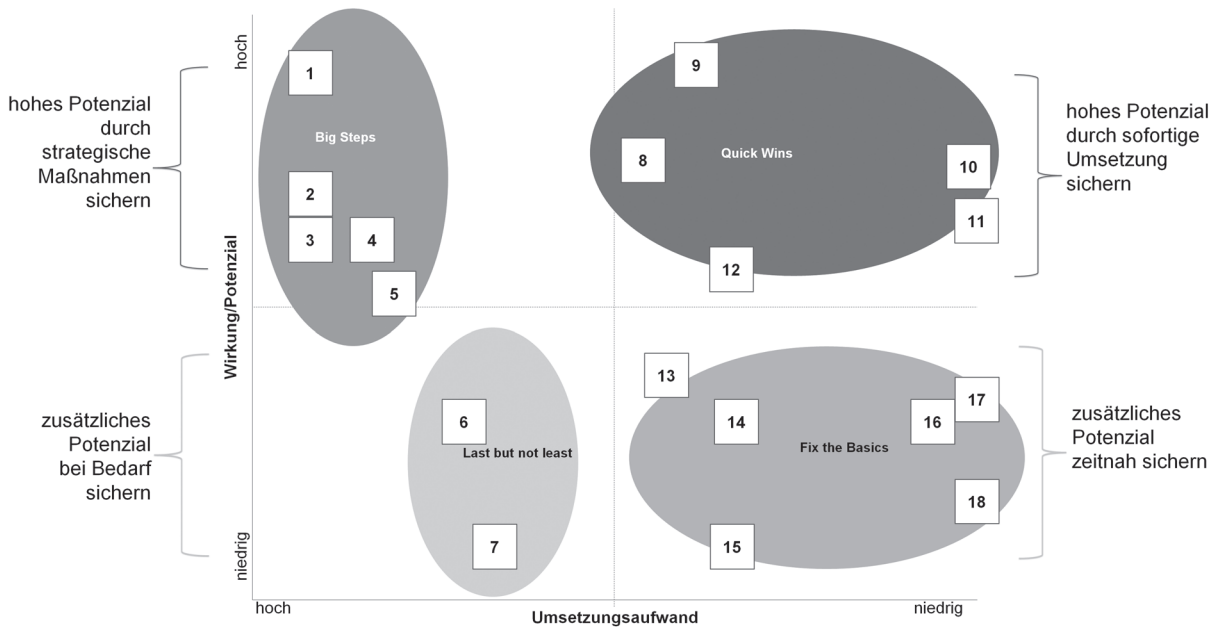 hoch
hohes Potenzial
durch
strategische
Maßnahmen
sichern
1
Big Steps
2
3
4
5
9
8
Quick Wins
10
11
12
hohes Potenzial
durch sofortige
Umsetzung
sichern
Wirkung/Potenzial
zusätzliches
Potenzial
bei Bedarf
sichern
6
Last but not least
7
13
14
Fix the Basics
16
17
18
15
zusätzliches
Potenzial
zeitnah sichern
niedrig
hoch
Umsetzungsaufwand
niedrig